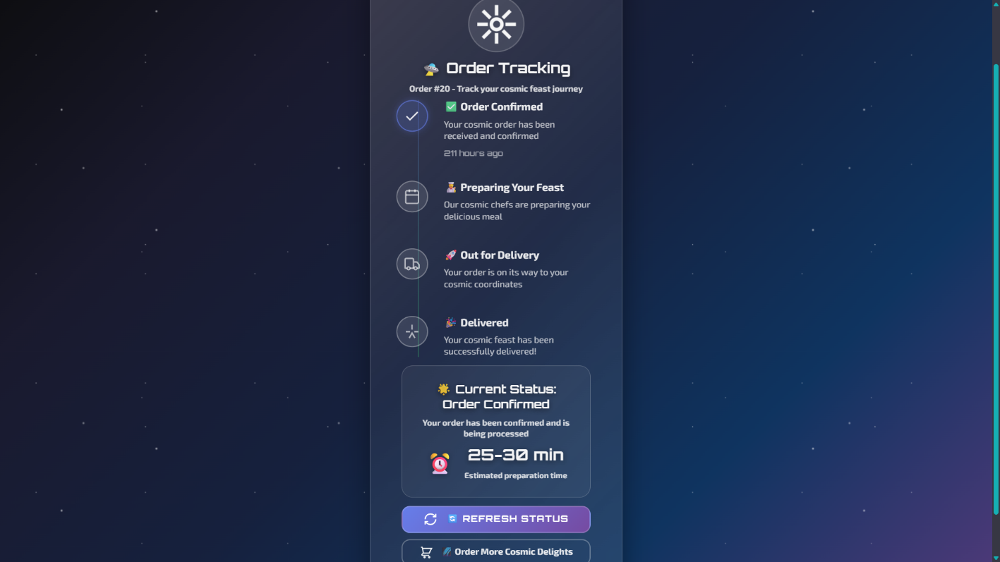 🛸 Order Tracking
Order #20 - Track your cosmic feast journey
✅ Order Confirmed
Your cosmic order has been
received and confirmed
211 hours ago
👨‍🍳 Preparing Your Feast
Our cosmic chefs are preparing your
delicious meal
🚀 Out for Delivery
Your order is on its way to your
cosmic coordinates
🎉 Delivered
Your cosmic feast has been
successfully delivered!
🌟 Current Status:
Order Confirmed
Your order has been confirmed and is
being processed
⏰ 25-30 min
Estimated preparation time
🔄 REFRESH STATUS
🌌 Order More Cosmic Delights